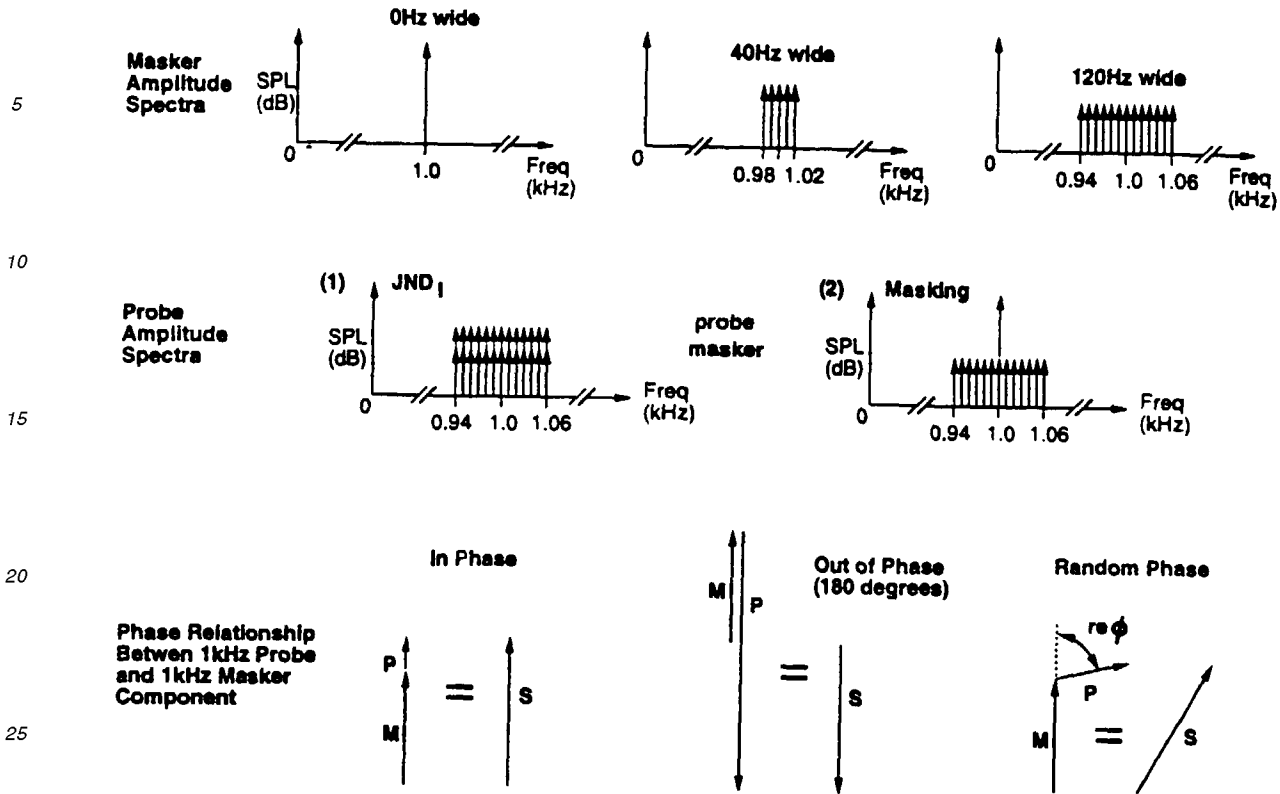 0Hz wide
Masker
Amplitude
Spectra
SPL
(dB)
0
1.0
Freq
(kHz)
40Hz wide
0
0.98 1.02
Freq
(kHz)
120Hz wide
0
0.94 1.0 1.06
Freq
(kHz)
5
10
Probe
Amplitude
Spectra
(1) JND I
SPL
(dB)
0
0.94 1.0 1.06
Freq
(kHz)
probe
masker
(2) Masking
SPL
(dB)
0
0.94 1.0 1.06
Freq
(kHz)
15
20
Phase Relationship
Betwen 1kHz Probe
and 1kHz Masker
Component
In Phase
P
M
=
S
Out of Phase
(180 degrees)
M
P
=
S
Random Phase
re ϕ
P
M
=
S
25